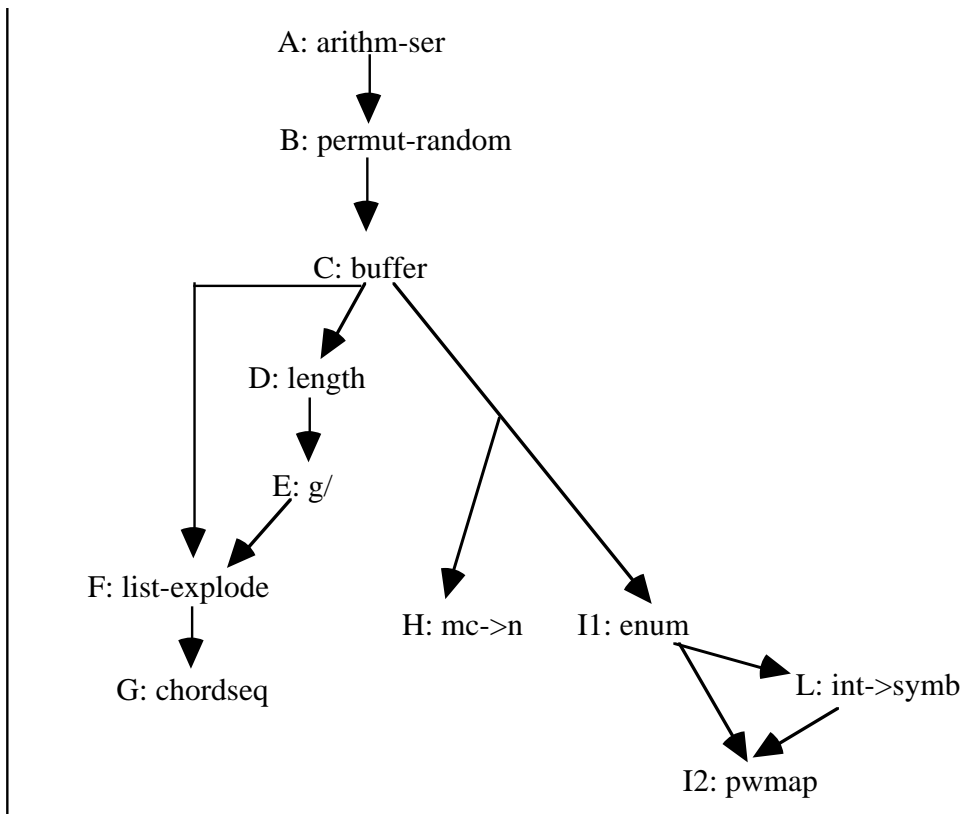 A: arithm-ser
B: permut-random
C: buffer
D: length
E: g/
F: list-explode
H: mc->n
I1: enum
G: chordseq
L: int->symb
I2: pwmap